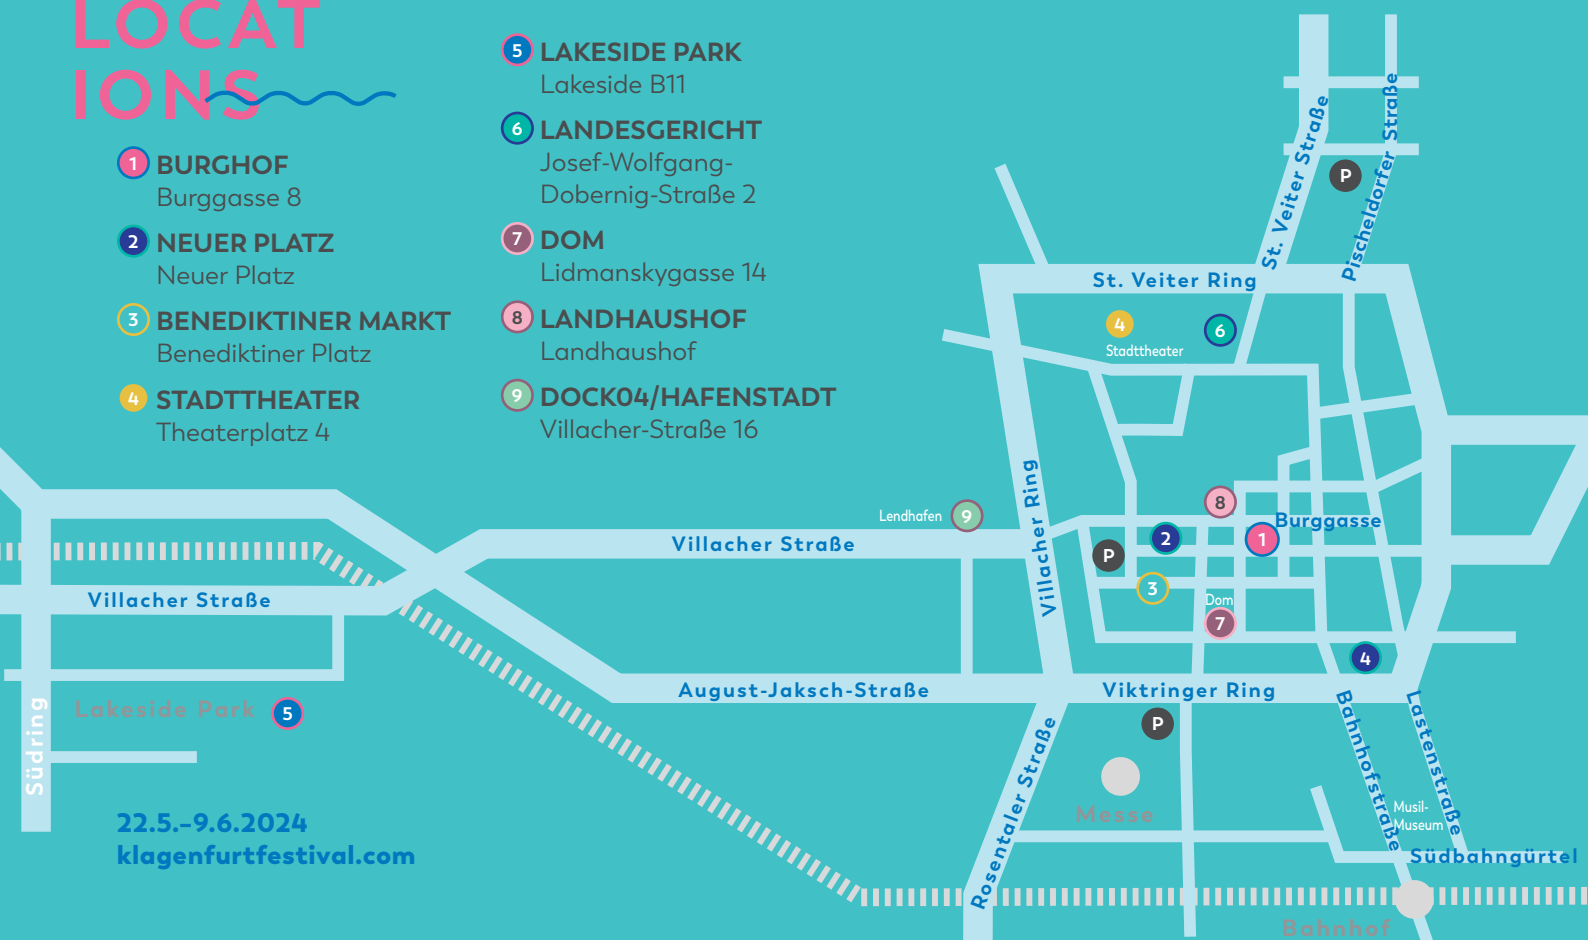 LOCAT
IONS
1 BURGHOF
Burggasse 8
2 NEUER PLATZ
Neuer Platz
3 BENEDIKTINER MARKT
Benediktiner Platz
4 STADTTHEATER
Theaterplatz 4
5 LAKESIDE PARK
Lakeside B11
6 LANDESGERICHT
Josef-Wolfgang-
Dobernig-Straße 2
7 DOM
Lidmanskygasse 14
8 LANDHAUSHOF
Landhaushof
9 DOCK04/HAFENSTADT
Villacher-Straße 16
St. Veiter Straße
Pischeldorfer Straße
P
St. Veiter Ring
4
Stadttheater
6
Villacher Ring
Lendhafen 9
8
Burggasse
1
2
P
3
Dom
7
4
Villacher Straße
Villacher Straße
August-Jaksch-Straße
Viktringer Ring
P
Lakeside Park 5
Südring
Rosentaler Straße
Messe
Bahnhofstraße
Lastenstraße
Musil-
Museum
Südbahngürtel
Bahnhof
22.5.–9.6.2024
klagenfurtfestival.com